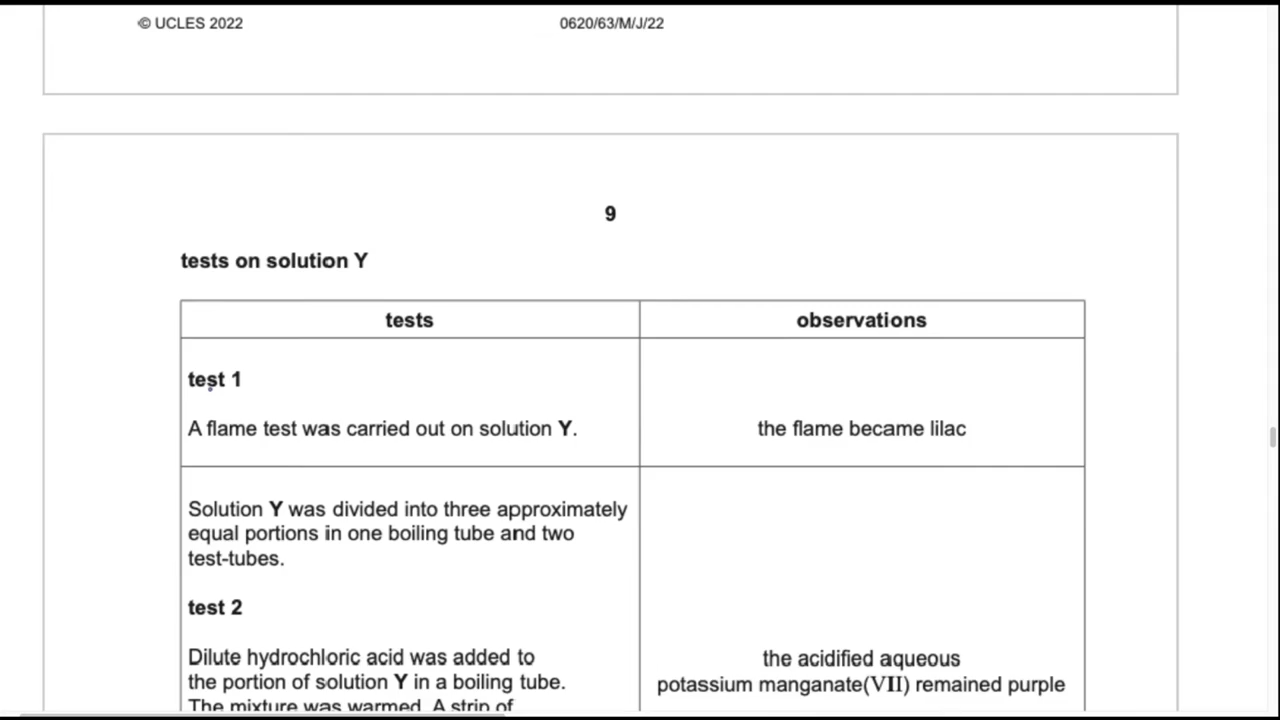 © UCLES 2022
0620/63/M/J/22
9
tests on solution Y
tests
observations
test 1
A flame test was carried out on solution Y.
the flame became lilac
Solution Y was divided into three approximately
equal portions in one boiling tube and two
test-tubes.
test 2
Dilute hydrochloric acid was added to
the portion of solution Y in a boiling tube.
The mixture was warmed. A strip of
the acidified aqueous
potassium manganate(VII) remained purple